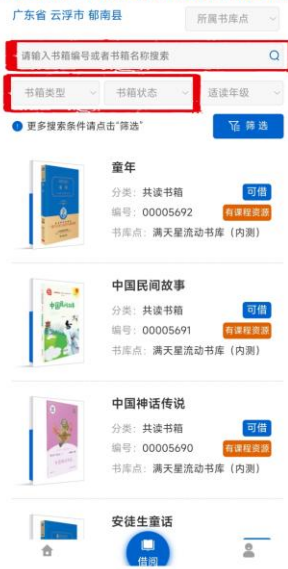 广东省 云浮市 郁南县
所属书库点
请输入书箱编号或者书箱名称搜索
书箱类型
书箱状态
适读年级
更多搜索条件请点击“筛选”
筛选
童年
分类：共读书箱
可借
编号：00005692
有课程资源
书库点：满天星流动书库（内测）
中国民间故事
分类：共读书箱
可借
编号：00005691
有课程资源
书库点：满天星流动书库（内测）
中国神话传说
分类：共读书箱
可借
编号：00005690
有课程资源
书库点：满天星流动书库（内测）
安徒生童话
借阅